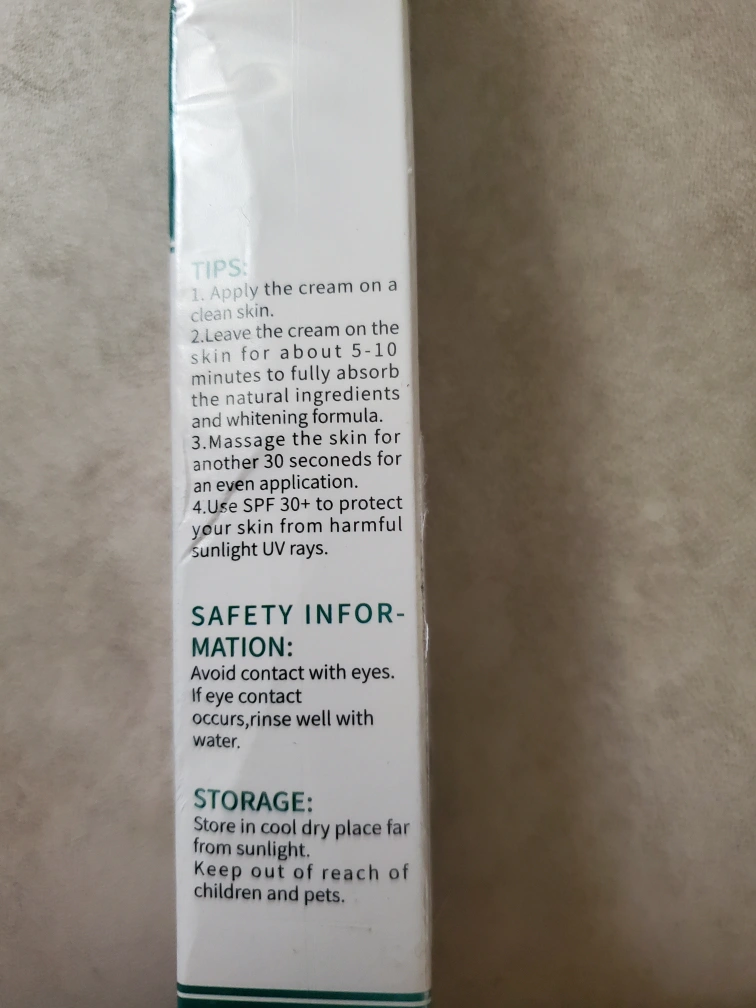 TIPS:
1. Apply the cream on a
clean skin.
2.Leave the cream on the
skin for about 5-10
minutes to fully absorb
the natural ingredients
and whitening formula.
3.Massage the skin for
another 30 seconeds for
an even application.
4.Use SPF 30+ to protect
your skin from harmful
sunlight UV rays.
SAFETY INFOR-
MATION:
Avoid contact with eyes.
If eye contact
occurs,rinse well with
water.
STORAGE:
Store in cool dry place far
from sunlight.
Keep out of reach of
children and pets.